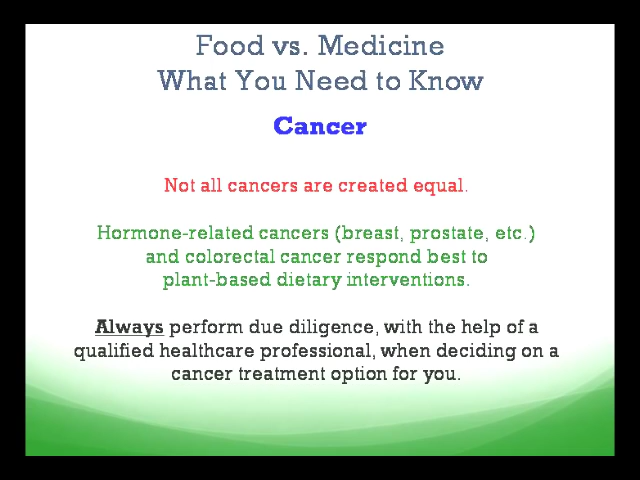 Food vs. Medicine
What You Need to Know
Cancer
Not all cancers are created equal.
Hormone-related cancers (breast, prostate, etc.)
and colorectal cancer respond best to
plant-based dietary interventions.
Always perform due diligence, with the help of a
qualified healthcare professional, when deciding on a
cancer treatment option for you.